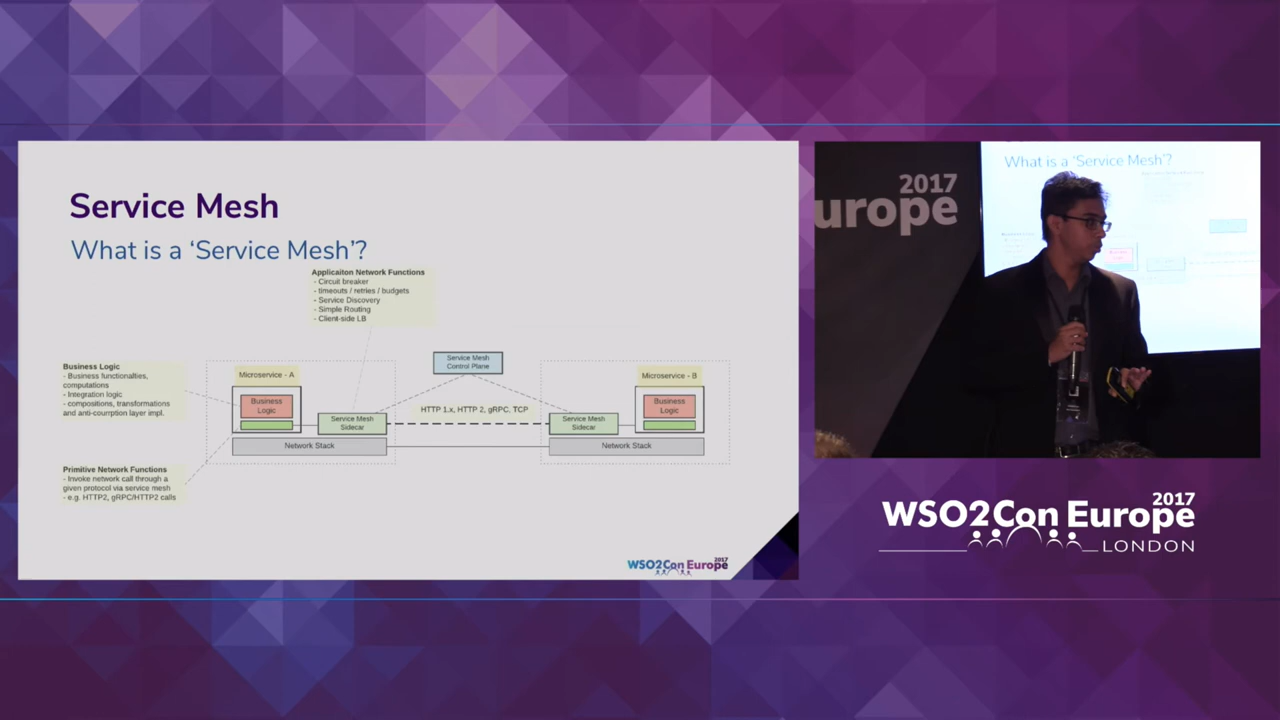 Service Mesh
What is a ‘Service Mesh’?
Applicaiton Network Functions
- Circuit breaker
- timeouts / retries / budgets
- Service Discovery
- Simple Routing
- Client-side LB
Business Logic
- Business functionalties,
computations
- Integration logic
- compositions, transformations
and anti-courrption layer impl.
Primitive Network Functions
- Invoke network call through a
given protocol via service mesh
- e.g. HTTP2, gRPC/HTTP2 calls
Microservice - A
Business
Logic
Service Mesh
Sidecar
Network Stack
Service Mesh
Control Plane
HTTP 1.x, HTTP 2, gRPC, TCP
Microservice - B
Business
Logic
Service Mesh
Sidecar
Network Stack
2017
WSO2Con Europe
2017
urope
What is a ‘Service Mesh’?
2017
WSO2Con Europe
LONDON